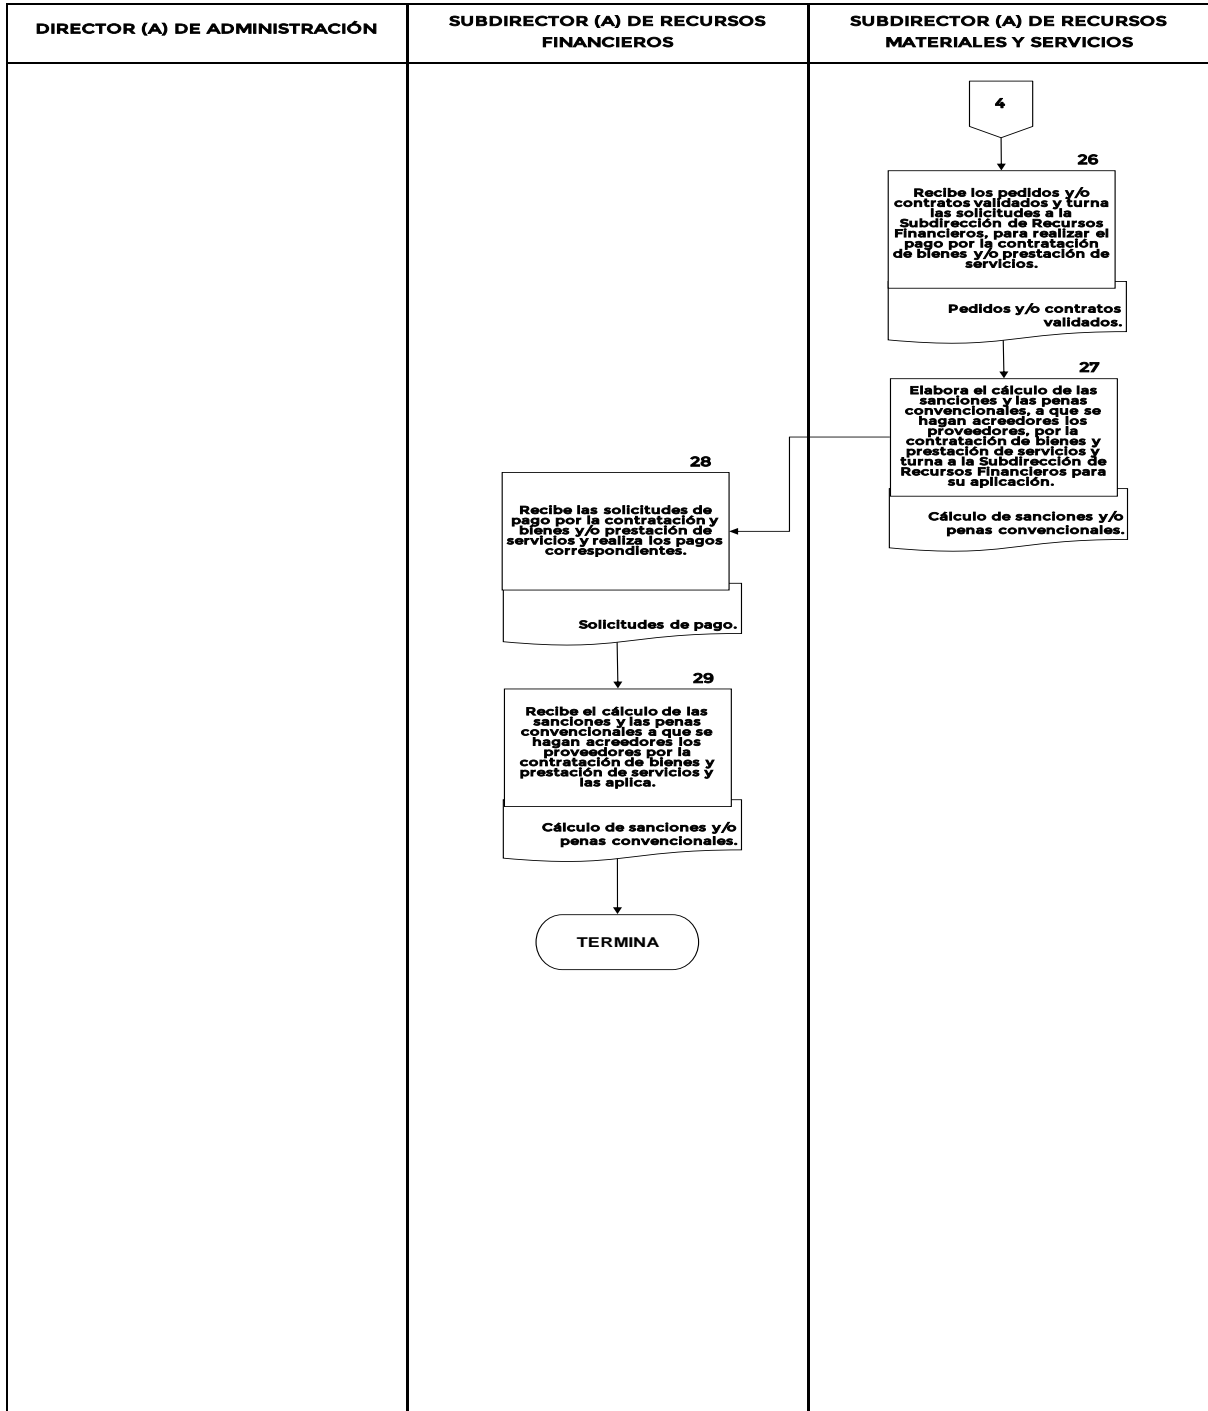 DIRECTOR (A) DE ADMINISTRACIÓN
SUBDIRECTOR (A) DE RECURSOS
FINANCIEROS
SUBDIRECTOR (A) DE RECURSOS
MATERIALES Y SERVICIOS
4
26
Recibe los pedidos y/o
contratos validados y turna
las solicitudes a la
Subdirección de Recursos
Financieros, para realizar el
pago por la contratación
de bienes y/o prestación de
servicios.
Pedidos y/o contratos
validados.
27
Elabora el cálculo de las
sanciones y las penas
convencionales, a que se
hagan acreedores los
proveedores, por la
contratación de bienes y
prestación de servicios y
turna a la Subdirección de
Recursos Financieros para
su aplicación.
Cálculo de sanciones y/o
penas convencionales.
28
Recibe las solicitudes de
pago por la contratación y
bienes y/o prestación de
servicios y realiza los pagos
correspondientes.
Solicitudes de pago.
29
Recibe el cálculo de las
sanciones y las penas
convencionales a que se
hagan acreedores los
proveedores por la
contratación de bienes y
prestación de servicios y
las aplica.
Cálculo de sanciones y/o
penas convencionales.
TERMINA